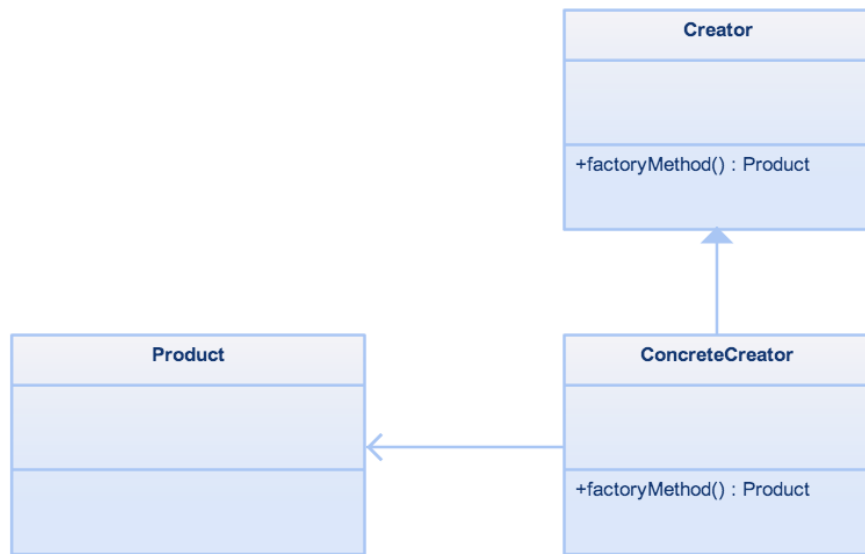 Creator
+factoryMethod() : Product
Product
ConcreteCreator
+factoryMethod() : Product